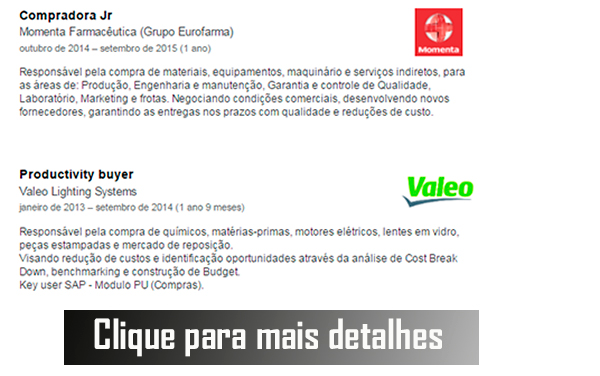 Compradora Jr
Momenta Farmacêutica (Grupo Eurofarma)
outubro de 2014 – setembro de 2015 (1 ano)
Momenta
Responsável pela compra de materiais, equipamentos, maquinário e serviços indiretos, para
as áreas de: Produção, Engenharia e manutenção, Garantia e controle de Qualidade,
Laboratório, Marketing e frotas. Negociando condições comerciais, desenvolvendo novos
fornecedores, garantindo as entregas nos prazos com qualidade e reduções de custo.
Productivity buyer
Valeo Lighting Systems
janeiro de 2013 – setembro de 2014 (1 ano 9 meses)
Valeo
Responsável pela compra de químicos, matérias-primas, motores elétricos, lentes em vidro,
peças estampadas e mercado de reposição.
Visando redução de custos e identificação oportunidades através da análise de Cost Break
Down, benchmarking e construção de Budget.
Key user SAP - Modulo PU (Compras).
Clique para mais detalhes